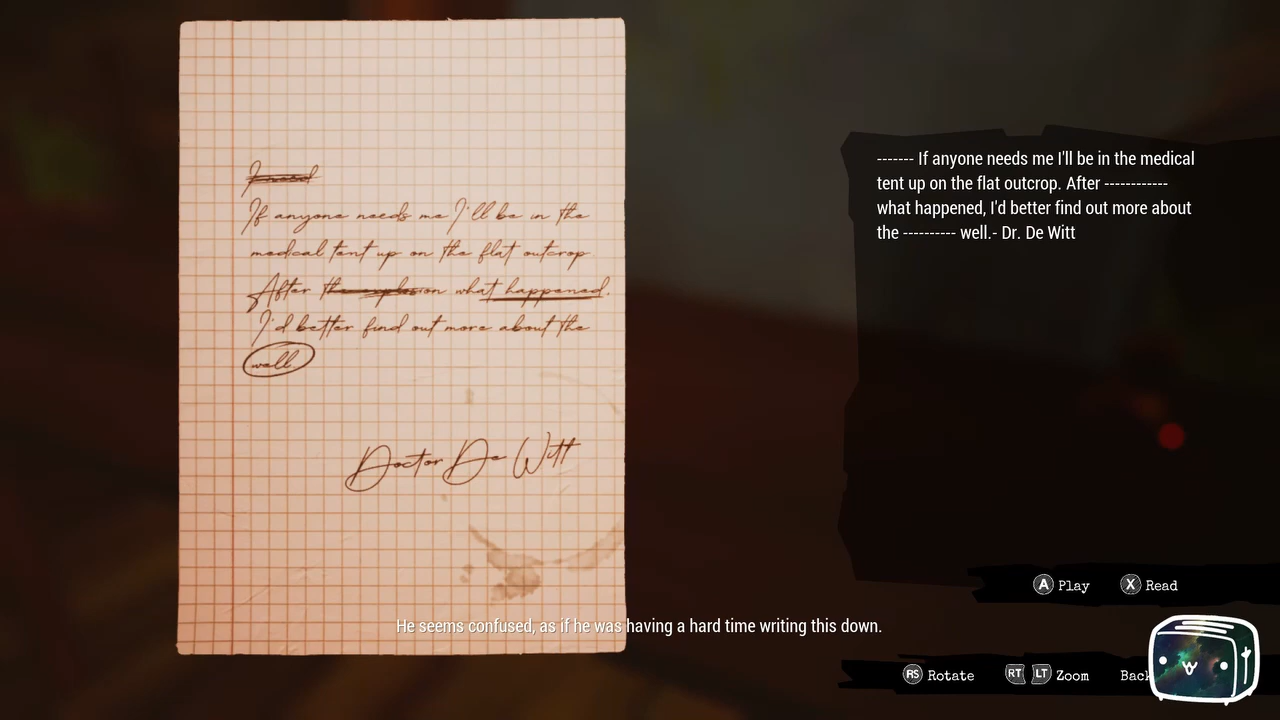 If anyone needs me I'll be in the
medical tent up on the flat outcrop.
After the explosion what happened.
I'd better find out more about the
well
Doctor De Witt
------- If anyone needs me I'll be in the medical
tent up on the flat outcrop. After ------------
what happened, I'd better find out more about
the ---------- well.- Dr. De Witt
He seems confused, as if he was having a hard time writing this down.
A Play
X Read
RS Rotate
RT LT Zoom
Back